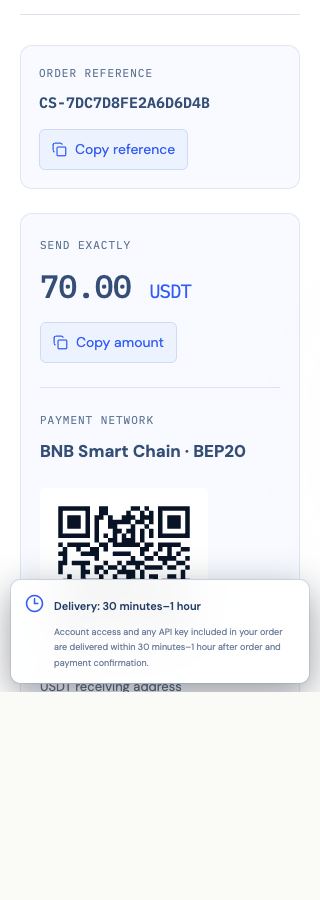 ORDER REFERENCE
CS-7DC7D8FE2A6D6D4B
Copy reference
SEND EXACTLY
70.00 USDT
Copy amount
PAYMENT NETWORK
BNB Smart Chain · BEP20
Delivery: 30 minutes–1 hour
Account access and any API key included in your order
are delivered within 30 minutes–1 hour after order and
payment confirmation.
USDT receiving address